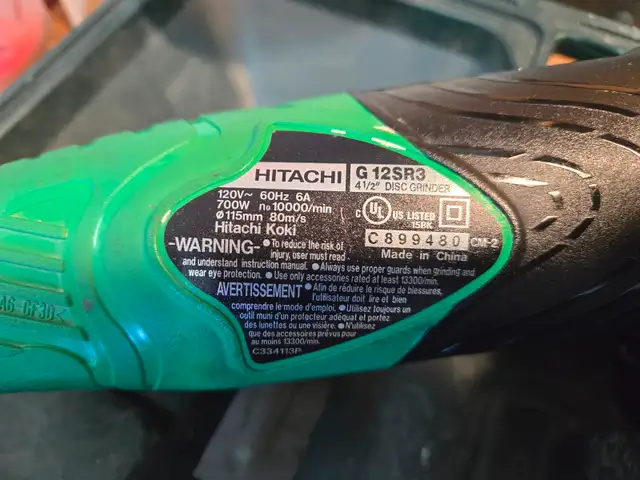 HITACHI G 12SR3
4 1/2" DISC GRINDER
120V~ 60Hz 6A
700W n₀10000/min
Ø115mm 80m/s
Hitachi Koki
C UL US LISTED
15BK
C 899480 CM-2
Made in China
-WARNING- ●To reduce the risk of
injury, user must read
and understand instruction manual. ●Always use proper guards when grinding and
wear eye protection. ●Use only accessories rated at least 13300/min.
AVERTISSEMENT ●Afin de réduire le risque de blessures,
l'utilisateur doit lire et bien
comprendre le mode d'emploi. ●Utilisez toujours un
outil muni d'un protecteur adéquat et portez
des lunettes ou une visière. ●N'utilisez
que des accessoires prévus pour
au moins 13300/min.
C334113P